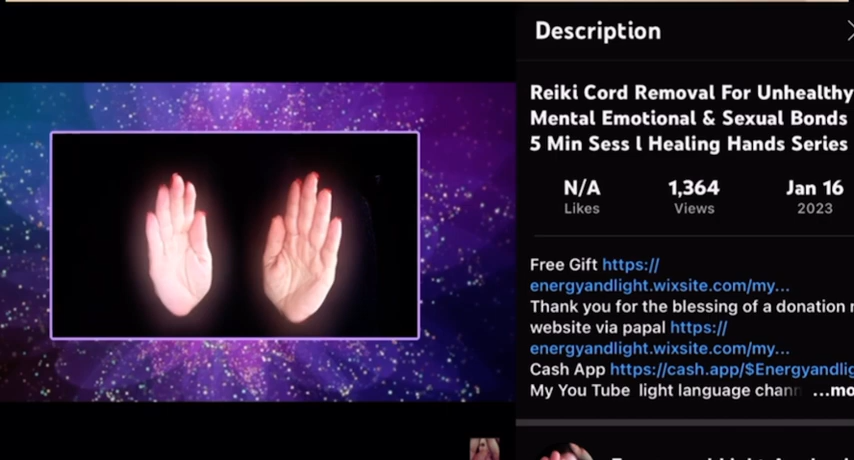 Description
Reiki Cord Removal For Unhealthy
Mental Emotional & Sexual Bonds
5 Min Sess l Healing Hands Series
N/A 1,364 Jan 16
Likes Views 2023
Free Gift https://
energyandlight.wixsite.com/my...
Thank you for the blessing of a donation
website via papal https://
energyandlight.wixsite.com/my...
Cash App https://cash.app/$Energyandlig
My You Tube light language chann ...mo